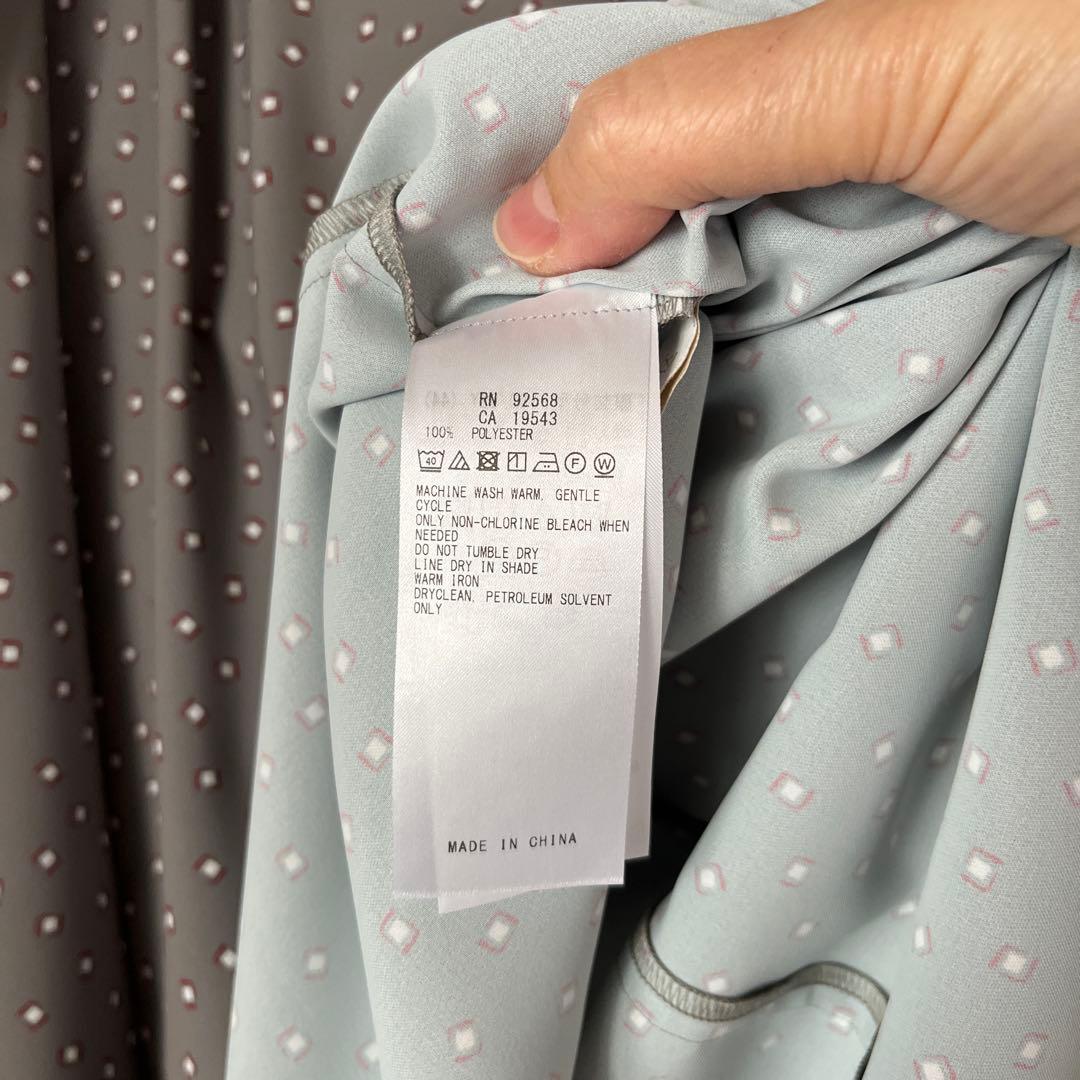 RN 92568
CA 19543
100% POLYESTER
40 F W
MACHINE WASH WARM, GENTLE
CYCLE
ONLY NON-CHLORINE BLEACH WHEN
NEEDED
DO NOT TUMBLE DRY
LINE DRY IN SHADE
WARM IRON
DRYCLEAN, PETROLEUM SOLVENT
ONLY
MADE IN CHINA